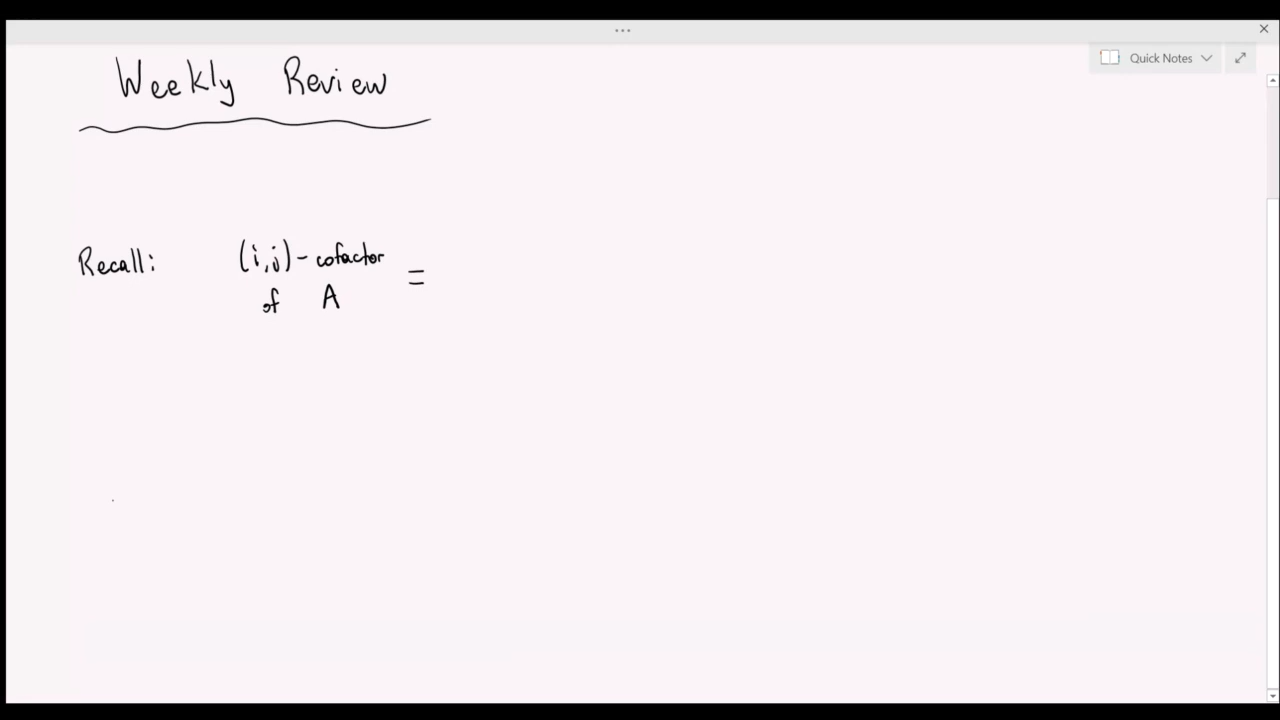 Quick Notes
Weekly Review
Recall: (i,j)-cofactor =
of A